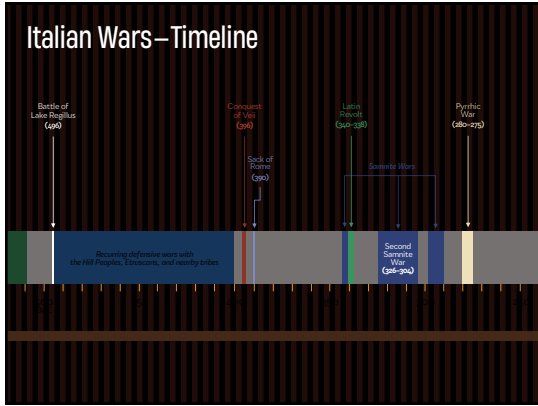 Italian Wars–Timeline
Battle of
Lake Regillus
(496)
Conquest
of Veii
(396)
Sack of
Rome
(390)
Latin
Revolt
(340–338)
Samnite Wars
Pyrrhic
War
(280–275)
Recurring defensive wars with
the Hill Peoples, Etruscans, and nearby tribes
Second
Samnite
War
(326-304)